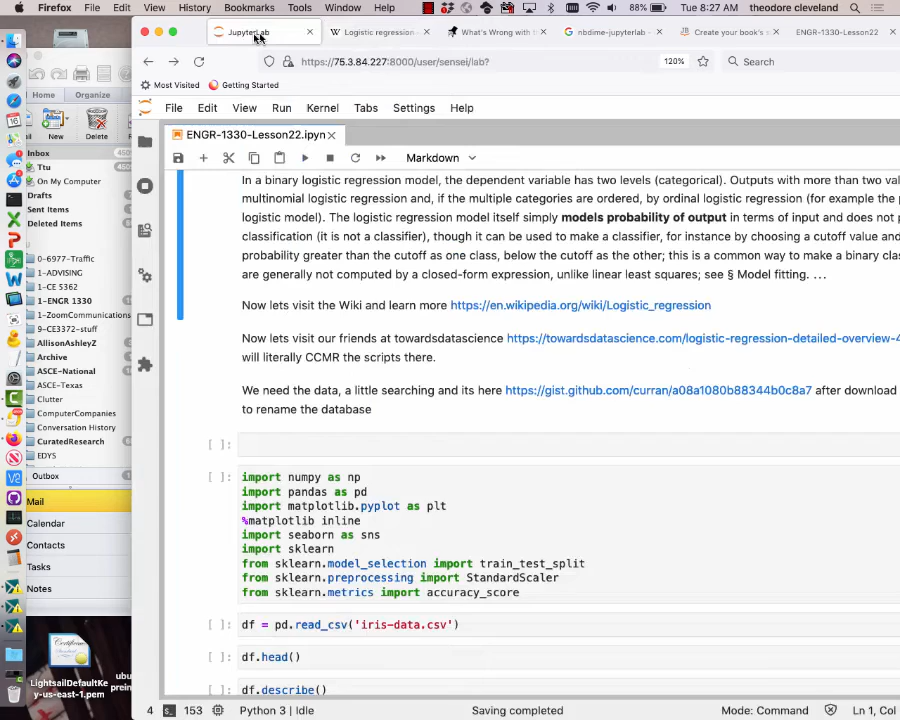 Firefox File Edit View History Bookmarks Tools Window Help 88% Tue 8:27 AM theodore cleveland
JupyterLab Logistic regression - What's Wrong with nbdime-jupyterlab - Create your book's ENGR-1330-Lesson22
75.3.84.227:8000/user/sensei/lab? 120% Search
Most Visited Getting Started
File Edit View Run Kernel Tabs Settings Help
ENGR-1330-Lesson22.ipyn
Markdown
Home Organize
New Delete
Inbox
Ttu
On My Computer
Drafts
Sent Items
Deleted Items
0-6977-Traffic
1-ADVISING
1-CE 5362
1-ENGR 1330
1-ZoomCommunications
9-CE3372-stuff
AllisonAshleyZ
Archive
ASCE-National
ASCE-Texas
Clutter
ComputerCompanies
Conversation History
CuratedResearch
EDYS
Outbox
Mail
Calendar
Contacts
Tasks
Notes
LightsailDefaultKe
y-us-east-1.pem
ubu
prein
In a binary logistic regression model, the dependent variable has two levels (categorical). Outputs with more than two val
multinomial logistic regression and, if the multiple categories are ordered, by ordinal logistic regression (for example the p
logistic model). The logistic regression model itself simply models probability of output in terms of input and does not p
classification (it is not a classifier), though it can be used to make a classifier, for instance by choosing a cutoff value and
probability greater than the cutoff as one class, below the cutoff as the other; this is a common way to make a binary clas
are generally not computed by a closed-form expression, unlike linear least squares; see § Model fitting. ...
Now lets visit the Wiki and learn more https://en.wikipedia.org/wiki/Logistic_regression
Now lets visit our friends at towardsdatascience https://towardsdatascience.com/logistic-regression-detailed-overview-4
will literally CCMR the scripts there.
We need the data, a little searching and its here https://gist.github.com/curran/a08a1080b88344b0c8a7 after download
to rename the database
[ ]:
[ ]: import numpy as np
import pandas as pd
import matplotlib.pyplot as plt
%matplotlib inline
import seaborn as sns
import sklearn
from sklearn.model_selection import train_test_split
from sklearn.preprocessing import StandardScaler
from sklearn.metrics import accuracy_score
[ ]: df = pd.read_csv('iris-data.csv')
[ ]: df.head()
[ ]: df.describe()
4 153 Python 3 | Idle Saving completed Mode: Command Ln 1, Col